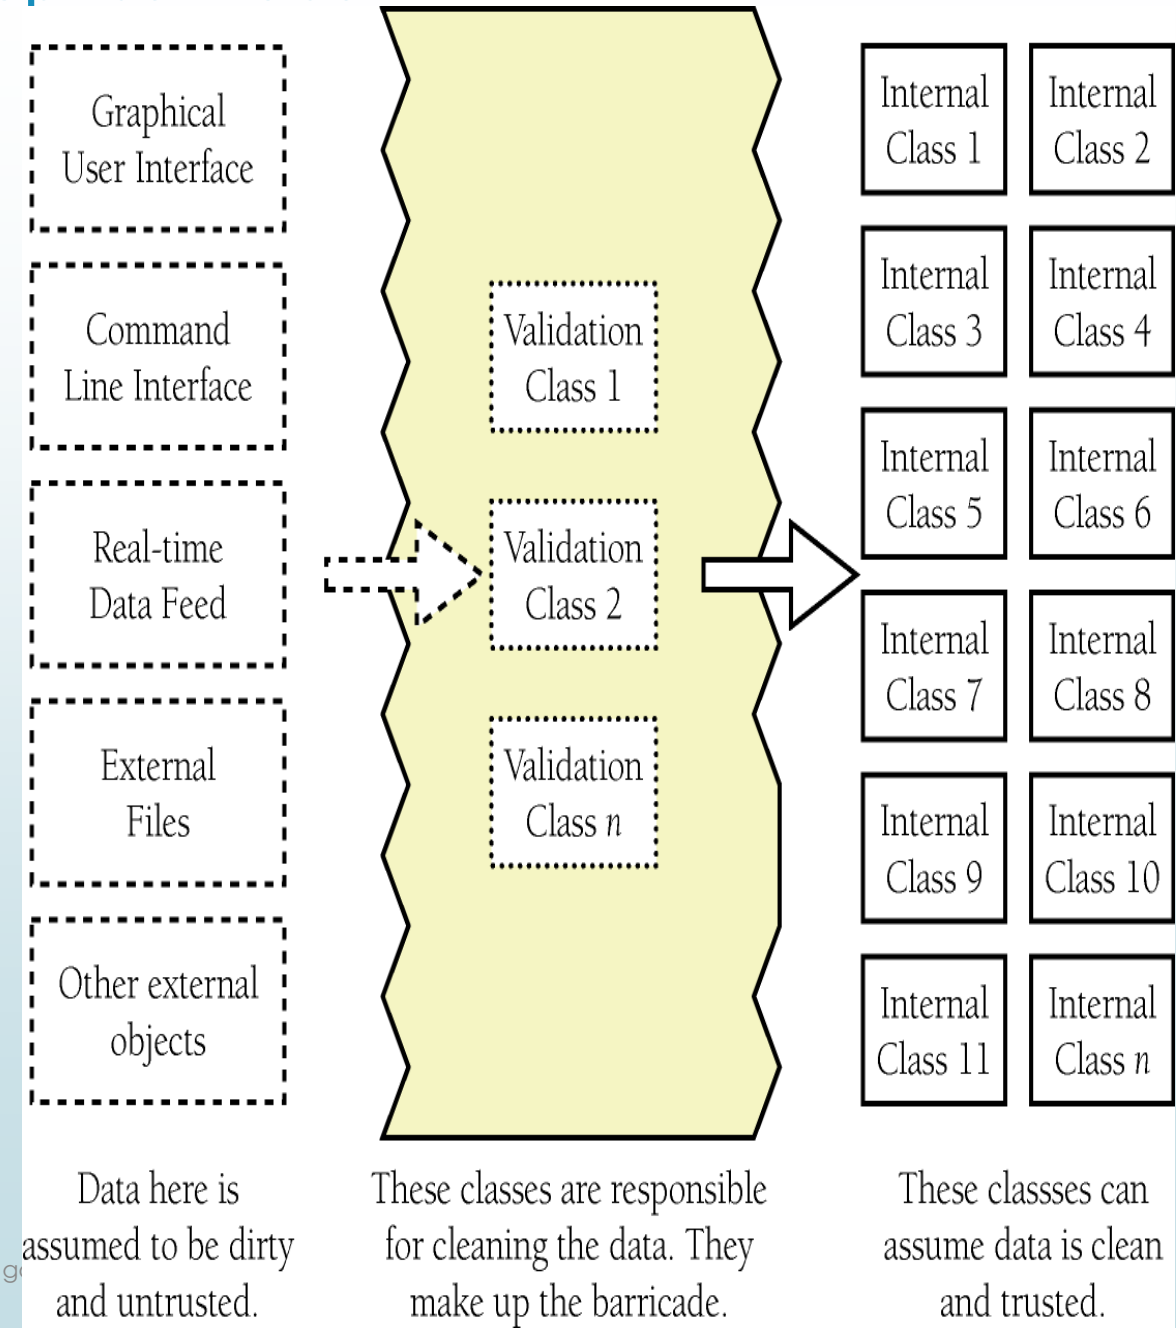 Graphical
User Interface
Command
Line Interface
Real-time
Data Feed
External
Files
Other external
objects
Data here is
assumed to be dirty
and untrusted.
Validation
Class 1
Validation
Class 2
Validation
Class n
These classes are responsible
for cleaning the data. They
make up the barricade.
Internal
Class 1
Internal
Class 2
Internal
Class 3
Internal
Class 4
Internal
Class 5
Internal
Class 6
Internal
Class 7
Internal
Class 8
Internal
Class 9
Internal
Class 10
Internal
Class 11
Internal
Class n
These classses can
assume data is clean
and trusted.